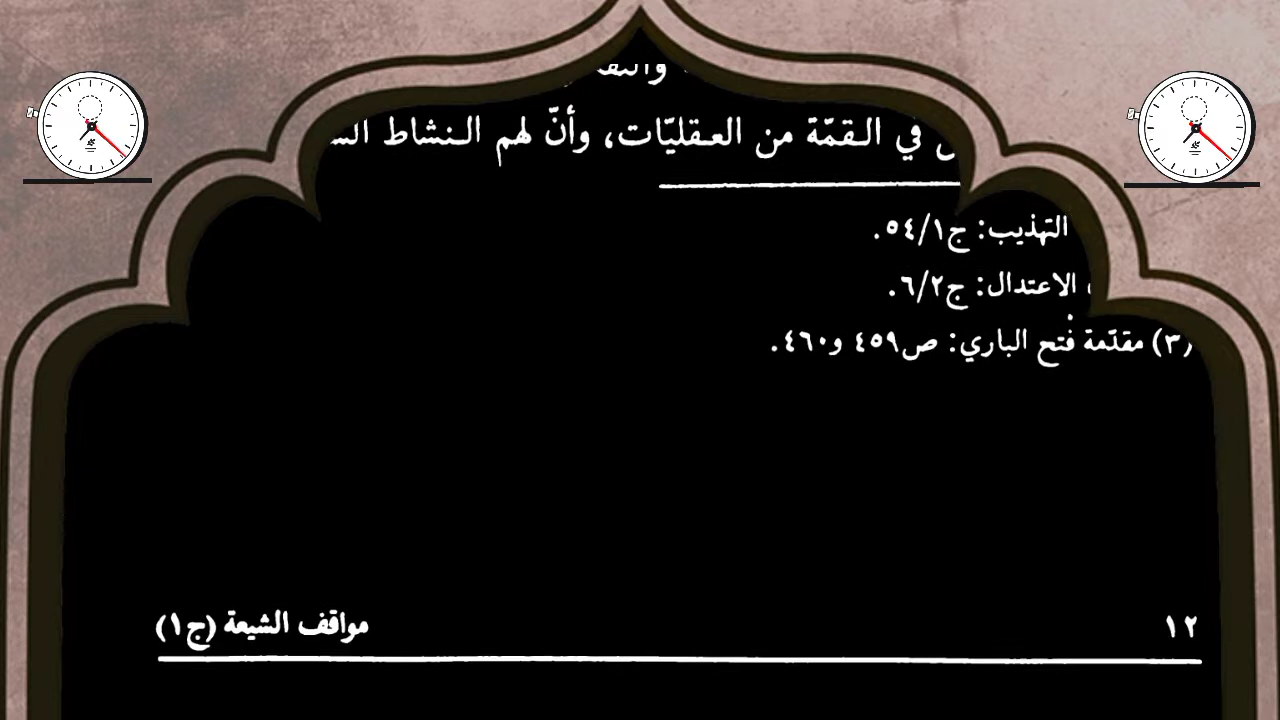 في القمّة من العقليّات، وأنّ لهم النشاط
التهذيب: ج١/٥٤.
الاعتدال: ج٢/٦.
(٣) مقدّمة فتح الباري: ص٤٥٩ و٤٦٠.
١٢ مواقف الشيعة (ج١)